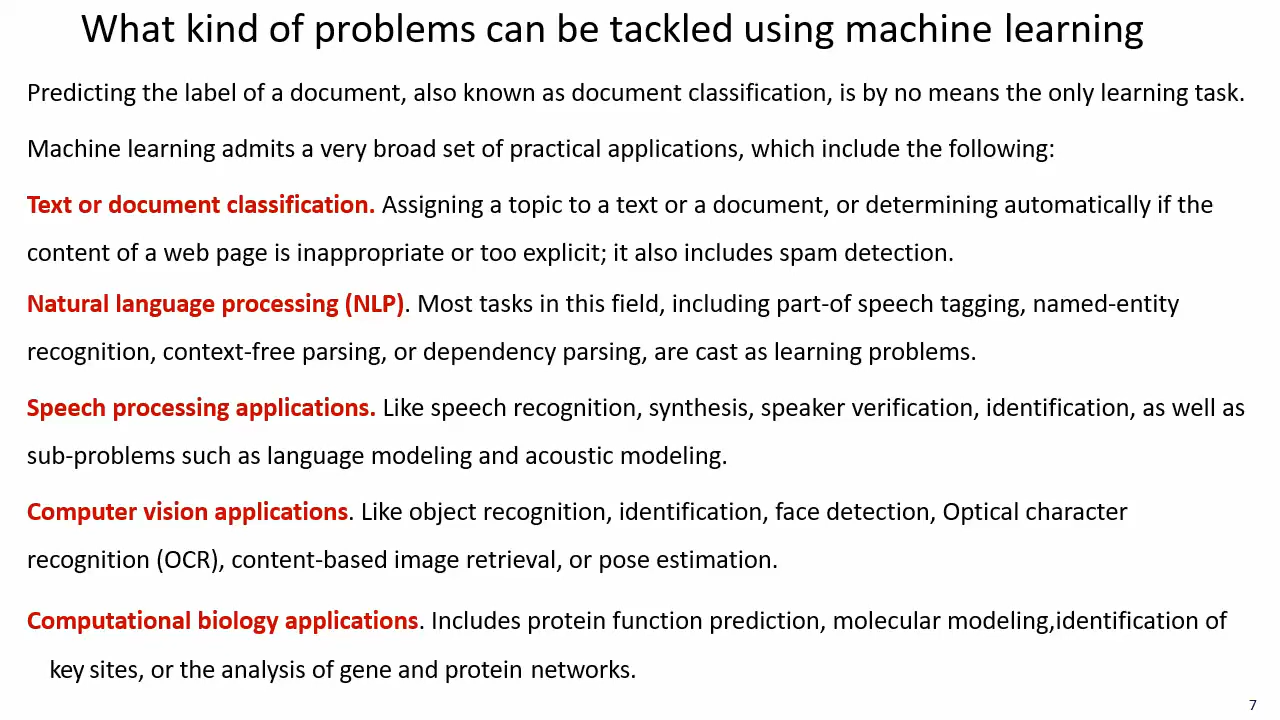 What kind of problems can be tackled using machine learning
Predicting the label of a document, also known as document classification, is by no means the only learning task.
Machine learning admits a very broad set of practical applications, which include the following:
Text or document classification. Assigning a topic to a text or a document, or determining automatically if the
content of a web page is inappropriate or too explicit; it also includes spam detection.
Natural language processing (NLP). Most tasks in this field, including part-of speech tagging, named-entity
recognition, context-free parsing, or dependency parsing, are cast as learning problems.
Speech processing applications. Like speech recognition, synthesis, speaker verification, identification, as well as
sub-problems such as language modeling and acoustic modeling.
Computer vision applications. Like object recognition, identification, face detection, Optical character
recognition (OCR), content-based image retrieval, or pose estimation.
Computational biology applications. Includes protein function prediction, molecular modeling,identification of
key sites, or the analysis of gene and protein networks.
7